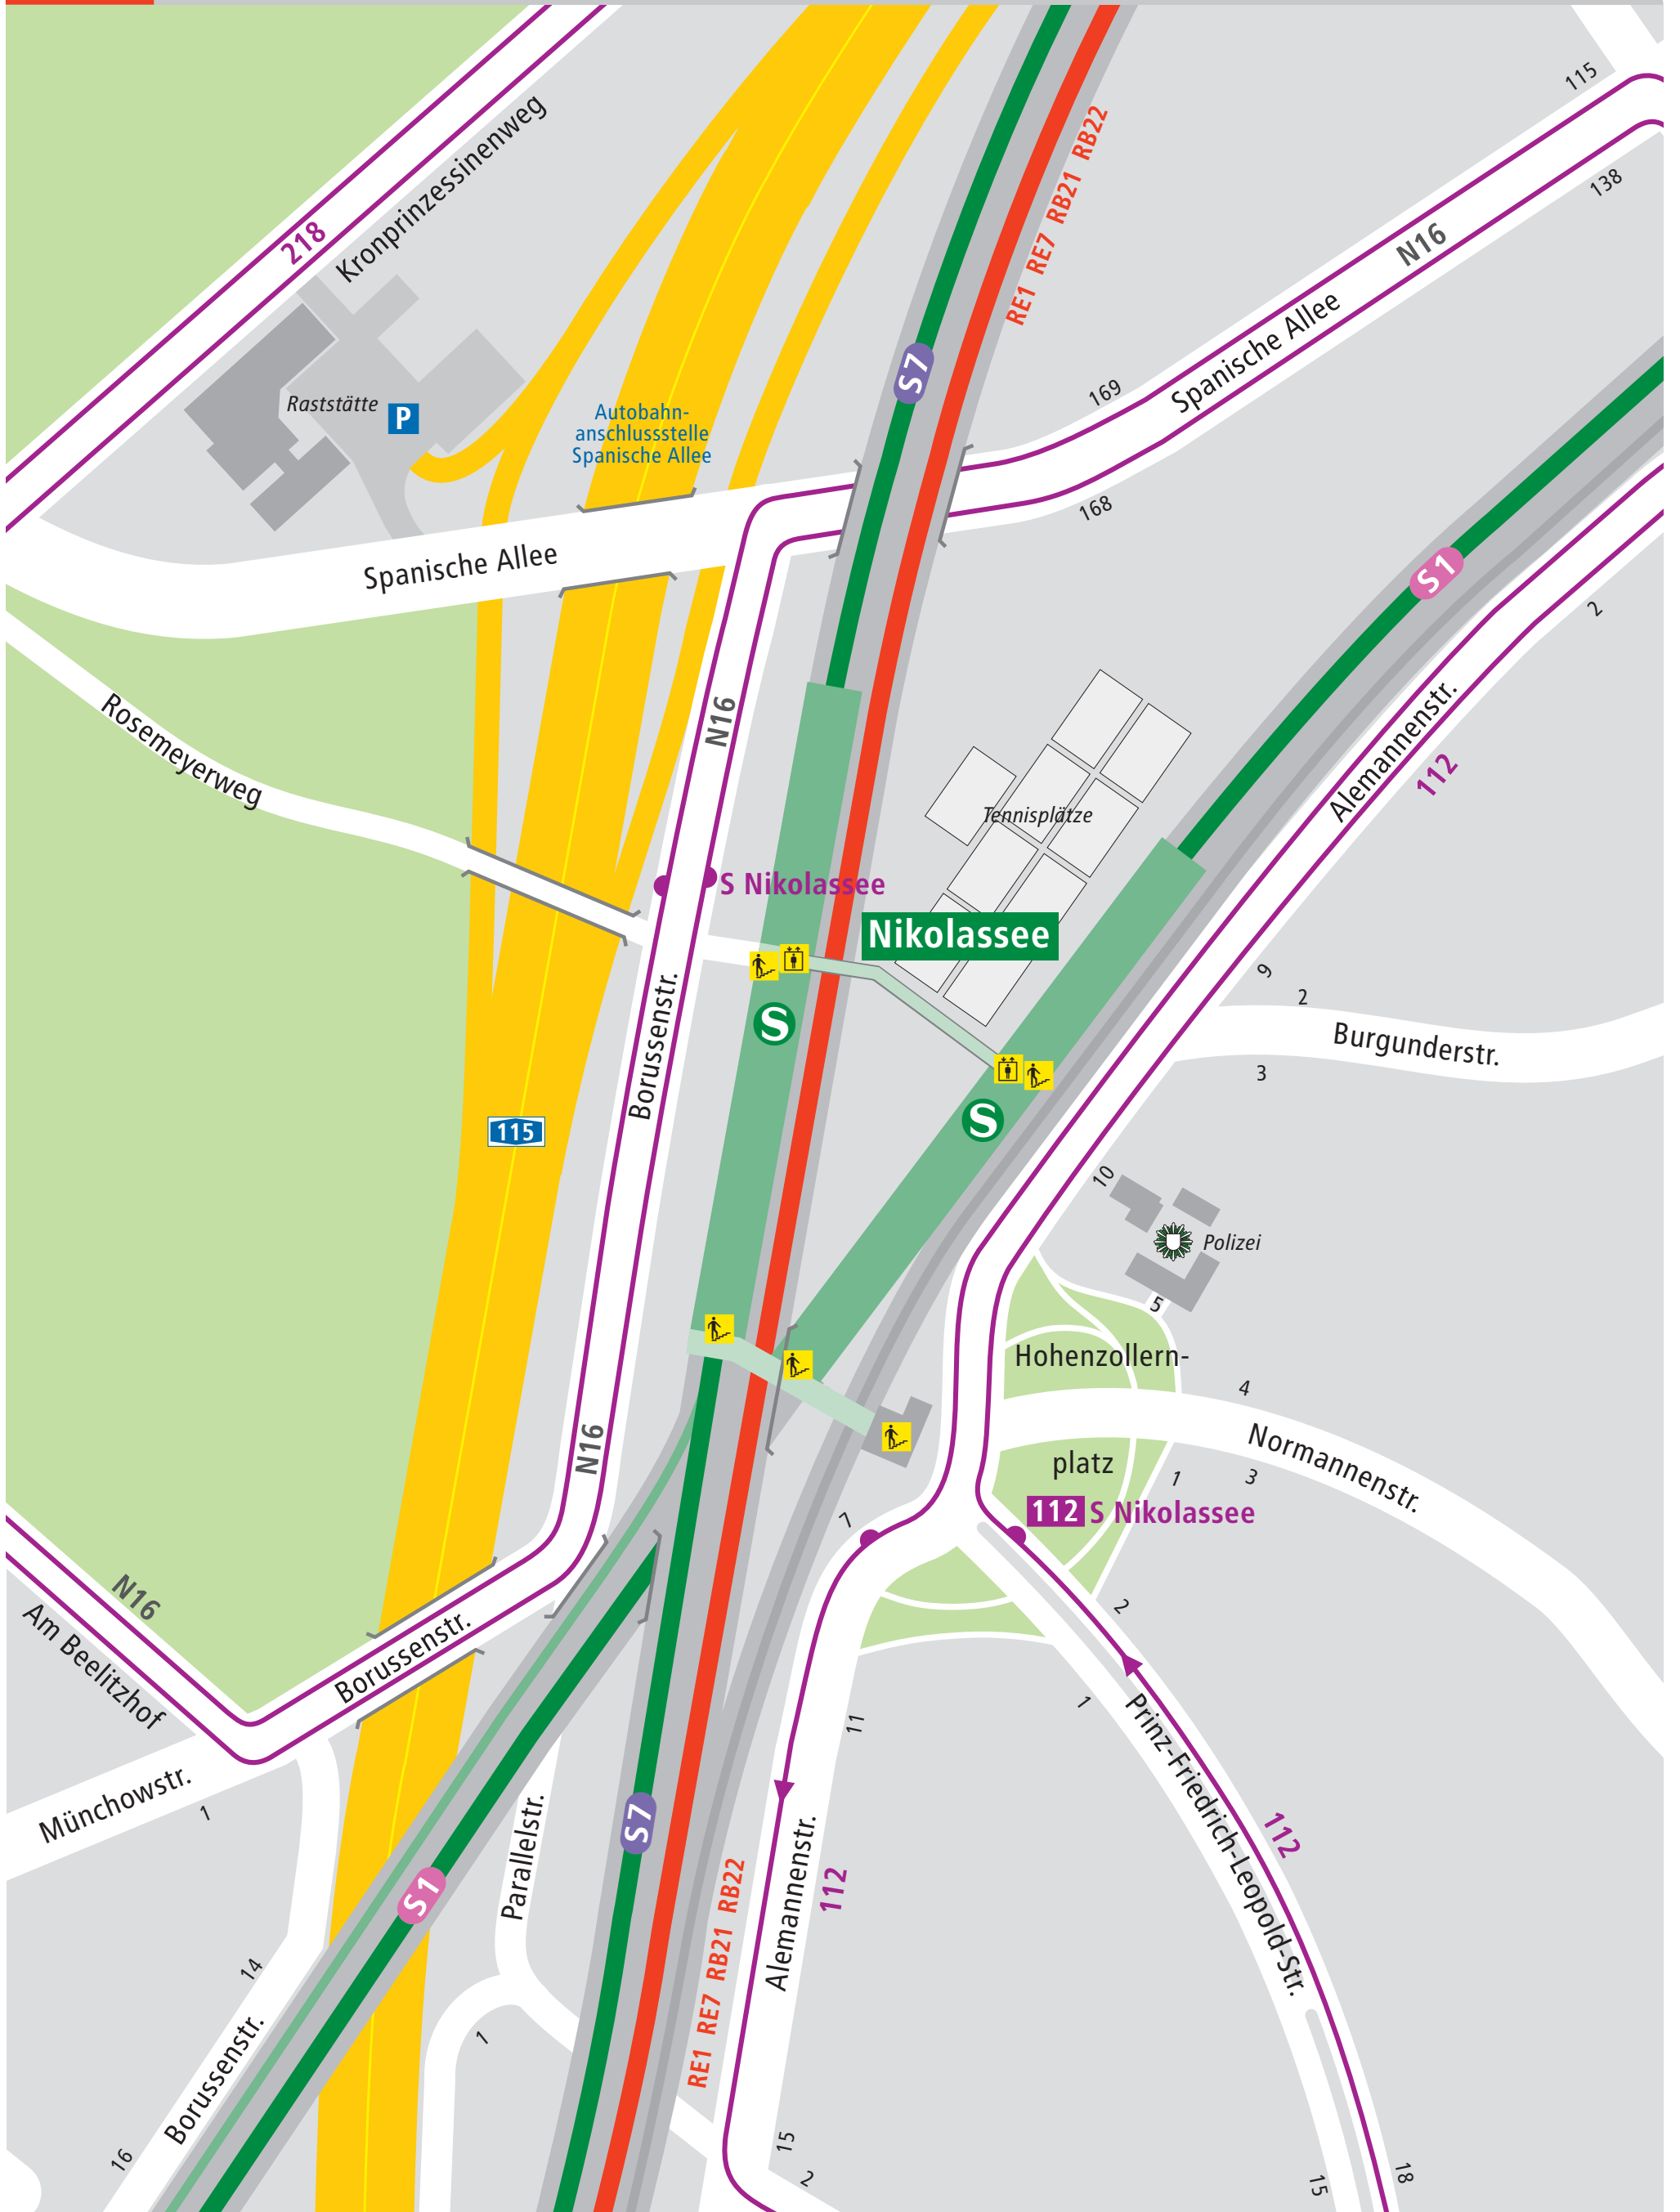 115
138
N16
RE1 RE7 RB21 RB22
Kronprinzessinenweg
218
Spanische Allee
S7
169
168
Raststätte
P
Autobahn-
anschlussstelle
Spanische Allee
Spanische Allee
S1
2
Alemannenstr.
112
Rosemeyerweg
N16
Tennisplätze
S Nikolassee
Nikolassee
S
S
9
2
Burgunderstr.
3
Borussenstr.
115
10
Polizei
5
Hohenzollern-
4
Normannenstr.
platz
1
3
112 S Nikolassee
7
N16
N16
Am Beelitzhof
Borussenstr.
2
1
Prinz-Friedrich-Leopold-Str.
112
11
Münchowstr.
1
Parallelstr.
S7
S1
Alemannenstr.
112
RE1 RE7 RB21 RB22
14
Borussenstr.
16
1
15
2
15
18